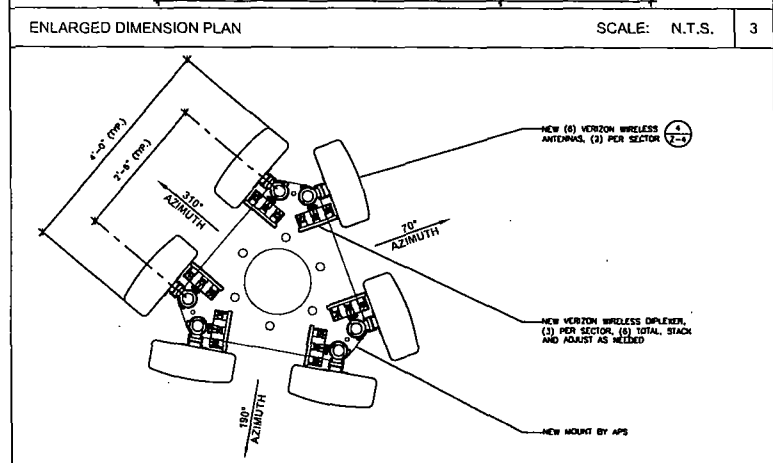 ENLARGED DIMENSION PLAN
SCALE: N.T.S.
3
4'-0" (TYP.)
2'-6" (TYP.)
310°
AZIMUTH
70°
AZIMUTH
190°
AZIMUTH
NEW (6) VERIZON WIRELESS
ANTENNAS, (2) PER SECTOR
4
Z-4
NEW VERIZON WIRELESS DIPLEXER,
(3) PER SECTOR, (6) TOTAL, STACK
AND ADJUST AS NEEDED
NEW MOUNT BY APS